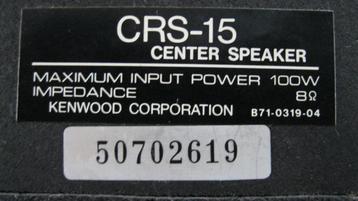 CRS-15
CENTER SPEAKER
MAXIMUM INPUT POWER 100W
IMPEDANCE 8Ω
KENWOOD CORPORATION B71-0319-04
50702619